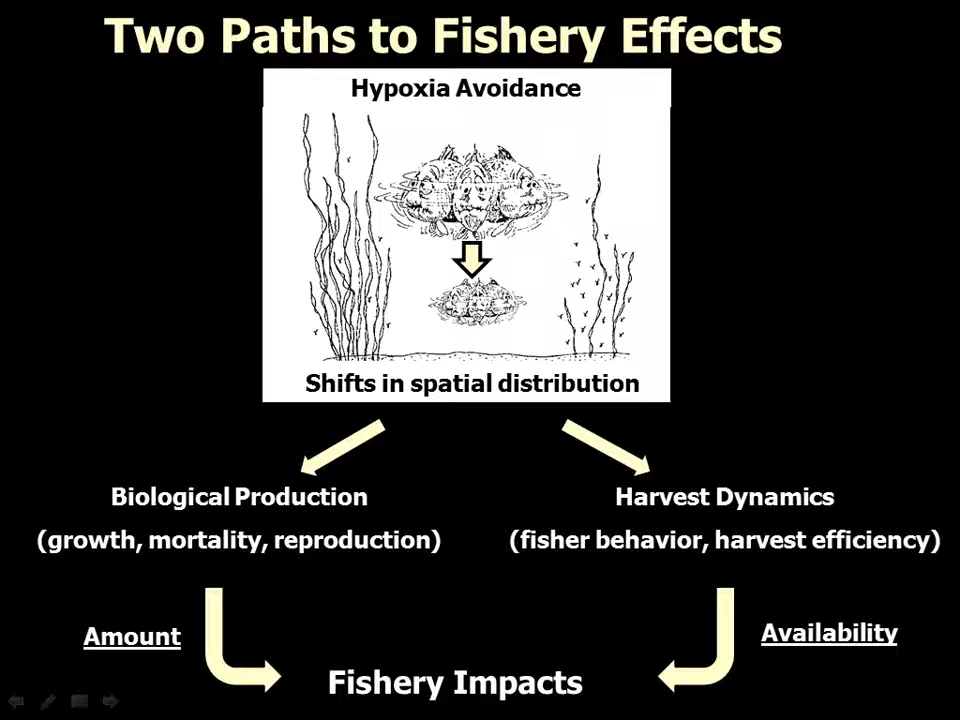 Two Paths to Fishery Effects
Hypoxia Avoidance
Shifts in spatial distribution
Biological Production
(growth, mortality, reproduction)
Harvest Dynamics
(fisher behavior, harvest efficiency)
Amount
Availability
Fishery Impacts